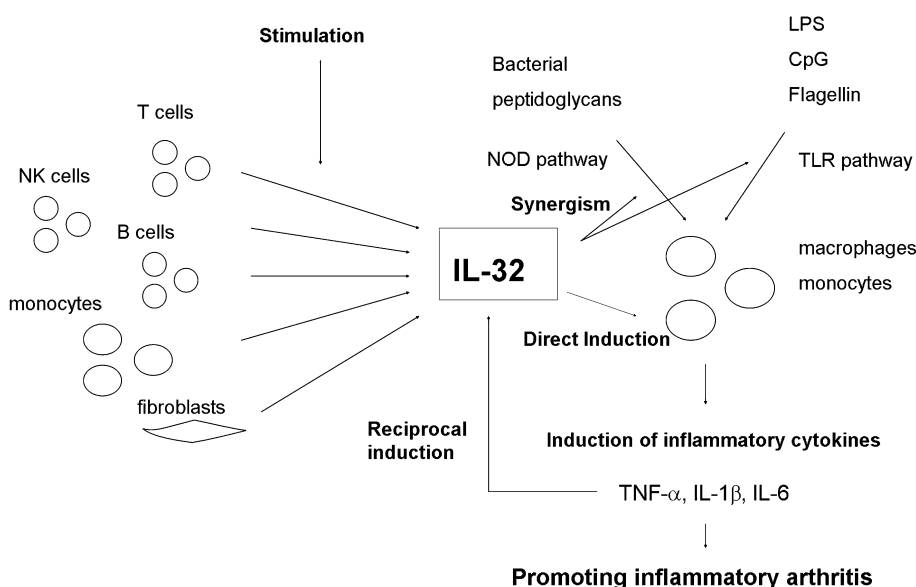 Stimulation
T cells
NK cells
B cells
monocytes
fibroblasts
Bacterial
peptidoglycans
NOD pathway
Synergism
LPS
CpG
Flagellin
TLR pathway
IL-32
macrophages
monocytes
Direct Induction
Reciprocal
induction
Induction of inflammatory cytokines
TNF-α, IL-1β, IL-6
Promoting inflammatory arthritis